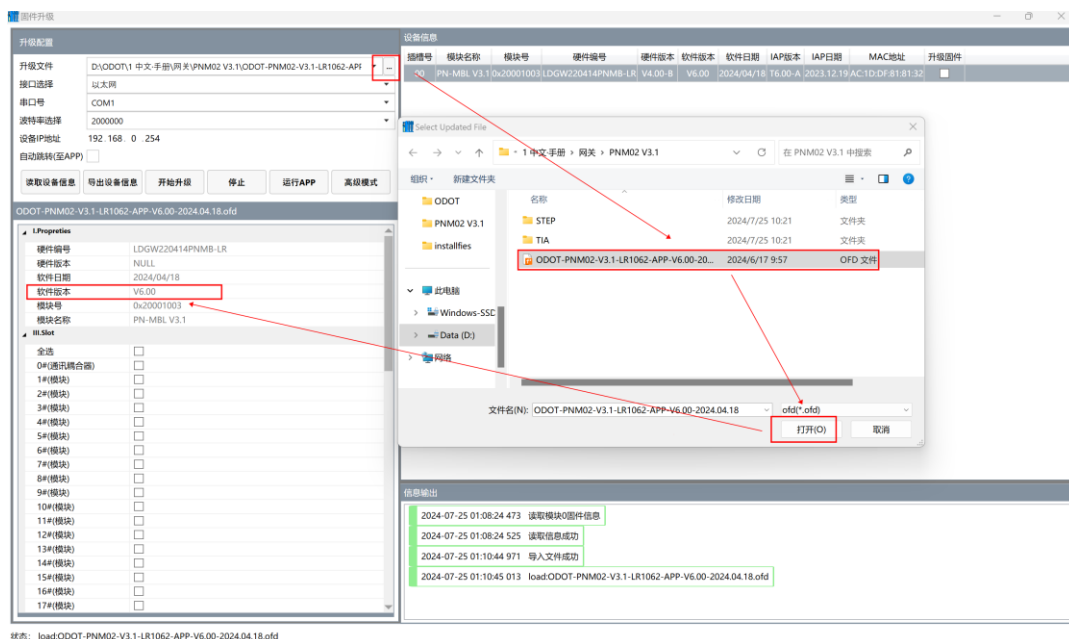 固件升级
升级配置
升级文件 D:\ODOT\1 中文-手册\网关\PNM02 V3.1\ODOT-PNM02-V3.1-LR1062-APF ...
接口选择 以太网
串口号 COM1
波特率选择 2000000
设备IP地址 192 .168 . 0 .254
自动跳转(至APP)
读取设备信息 导出设备信息 开始升级 停止 运行APP 高级模式
ODOT-PNM02-V3.1-LR1062-APP-V6.00-2024.04.18.ofd
I.Propreties
硬件编号 LDGW220414PNMB-LR
硬件版本 NULL
软件日期 2024/04/18
软件版本 V6.00
模块号 0x20001003
模块名称 PN-MBL V3.1
III.Slot
全选
0#(通讯耦合器)
1#(模块)
2#(模块)
3#(模块)
4#(模块)
5#(模块)
6#(模块)
7#(模块)
8#(模块)
9#(模块)
10#(模块)
11#(模块)
12#(模块)
13#(模块)
14#(模块)
15#(模块)
16#(模块)
17#(模块)
设备信息
插槽号 模块名称 模块号 硬件编号 硬件版本 软件版本 软件日期 IAP版本 IAP日期 MAC地址 升级固件
00 PN-MBL V3.1 0x20001003 LDGW220414PNMB-LR V4.00-B V6.00 2024/04/18 T6.00-A 2023.12.19 AC:1D:DF:81:81:32
Select Updated File
1 中文-手册 › 网关 › PNM02 V3.1
在 PNM02 V3.1 中搜索
组织 新建文件夹
名称 修改日期 类型
ODOT
PNM02 V3.1
installfies
此电脑
Windows-SSD
Data (D:)
网络
STEP 2024/7/25 10:21 文件夹
TIA 2024/7/25 10:21 文件夹
ODOT-PNM02-V3.1-LR1062-APP-V6.00-20... 2024/6/17 9:57 OFD 文件
文件名(N): ODOT-PNM02-V3.1-LR1062-APP-V6.00-2024.04.18 ofd(*.ofd)
打开(O) 取消
信息输出
2024-07-25 01:08:24 473 读取模块0固件信息
2024-07-25 01:08:24 525 读取信息成功
2024-07-25 01:10:44 971 导入文件成功
2024-07-25 01:10:45 013 load:ODOT-PNM02-V3.1-LR1062-APP-V6.00-2024.04.18.ofd
状态: load:ODOT-PNM02-V3.1-LR1062-APP-V6.00-2024.04.18.ofd